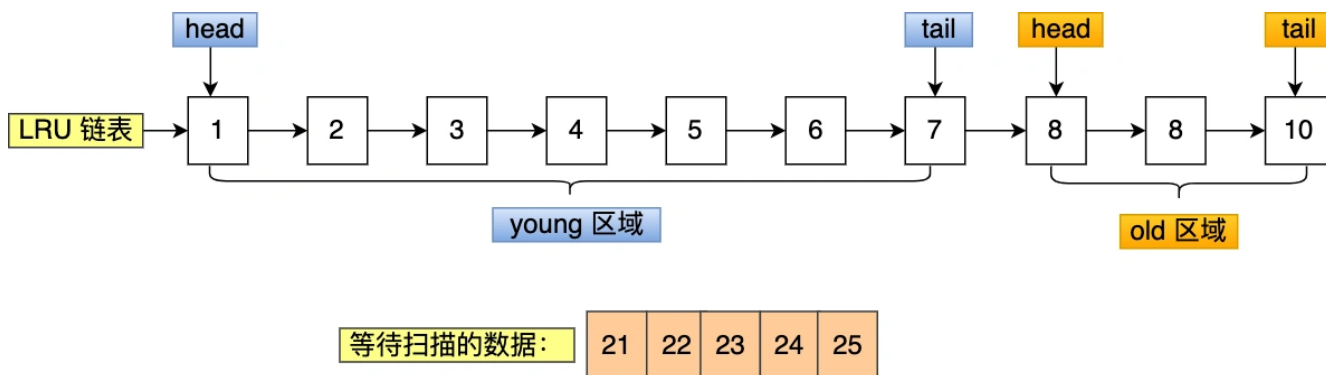 head tail head tail
LRU 链表 1 2 3 4 5 6 7 8 8 10
young 区域 old 区域
等待扫描的数据: 21 22 23 24 25